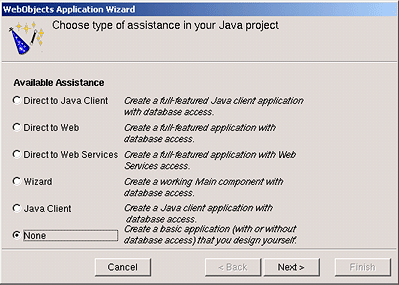 WebObjects Application Wizard
Choose type of assistance in your Java project
Available Assistance
Direct to Java Client
Create a full-featured Java client application
with database access.
Direct to Web
Create a full-featured application with
database access.
Direct to Web Services
Create a full-featured application with Web
Services access.
Wizard
Create a working Main component with
database access.
Java Client
Create a Java client application with
database access.
None
Create a basic application (with or without
database access) that you design yourself.
Cancel
< Back
Next >
Finish